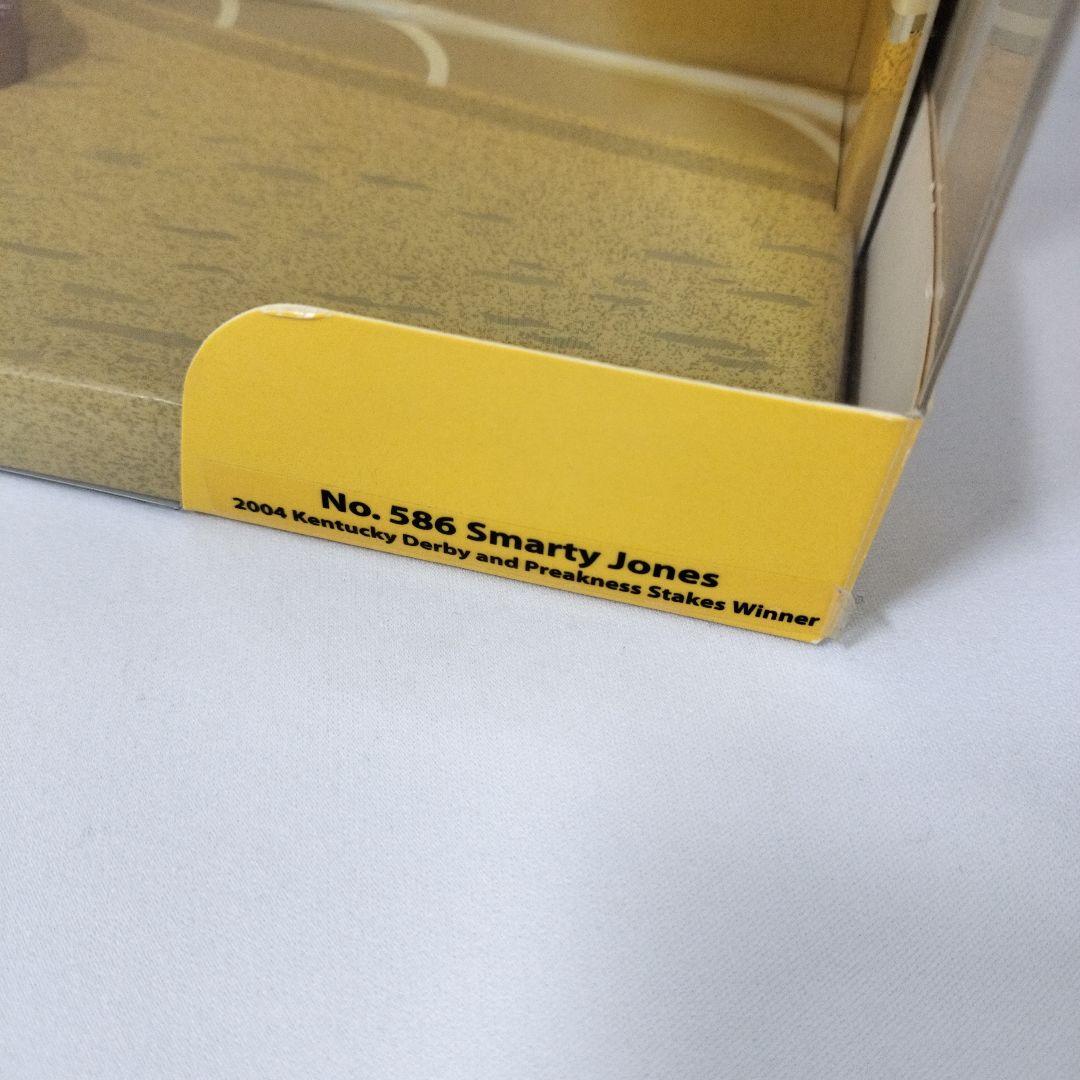 No. 586 Smarty Jones
2004 Kentucky Derby and Preakness Stakes Winner